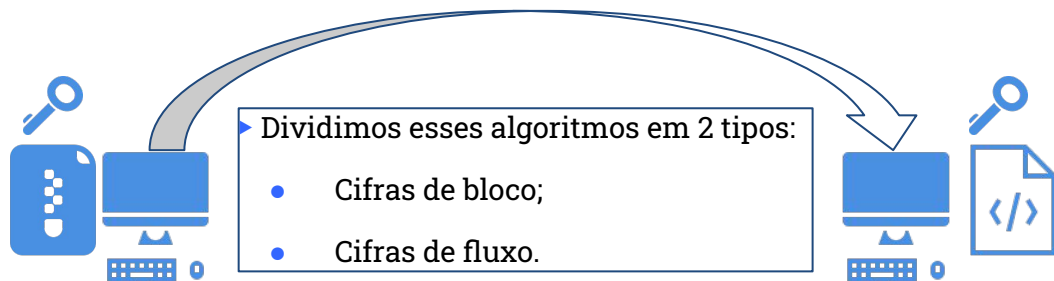 Dividimos esses algoritmos em 2 tipos:
Cifras de bloco;
Cifras de fluxo.